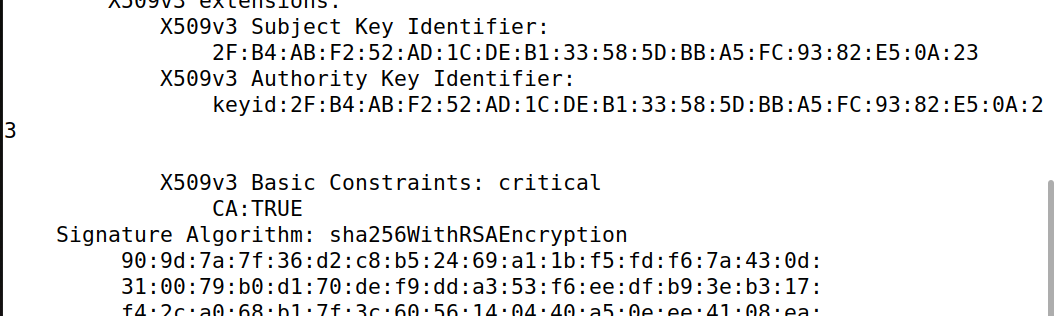 X509v3 extensions:
X509v3 Subject Key Identifier:
2F:B4:AB:F2:52:AD:1C:DE:B1:33:58:5D:BB:A5:FC:93:82:E5:0A:23
X509v3 Authority Key Identifier:
keyid:2F:B4:AB:F2:52:AD:1C:DE:B1:33:58:5D:BB:A5:FC:93:82:E5:0A:2
3
X509v3 Basic Constraints: critical
CA:TRUE
Signature Algorithm: sha256WithRSAEncryption
90:9d:7a:7f:36:d2:c8:b5:24:69:a1:1b:f5:fd:f6:7a:43:0d:
31:00:79:b0:d1:70:de:f9:dd:a3:53:f6:ee:df:b9:3e:b3:17:
f4:2c:a0:68:b1:7f:3c:60:56:14:04:40:a5:0e:ee:41:08:ea: